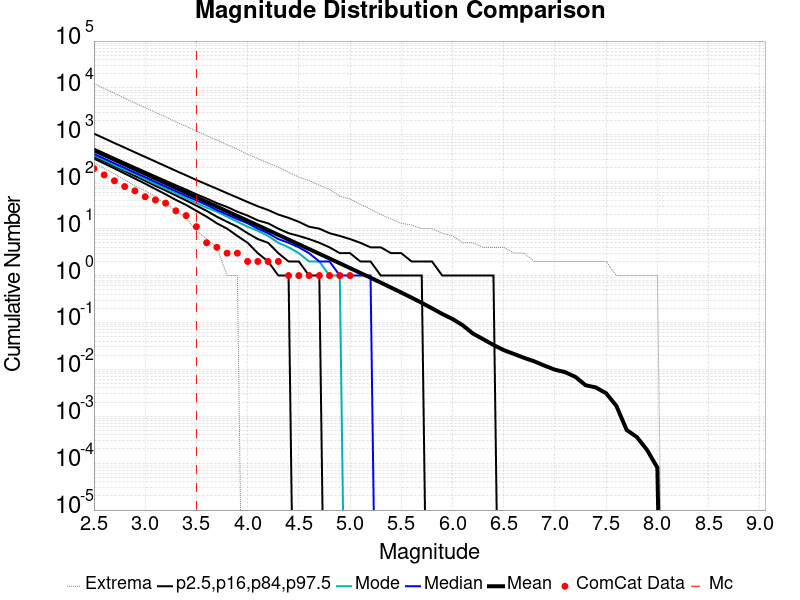 Magnitude Distribution Comparison
10^5
10^4
10^3
10^2
10^1
10^0
10^-1
10^-2
10^-3
10^-4
10^-5
Cumulative Number
2.5 3.0 3.5 4.0 4.5 5.0 5.5 6.0 6.5 7.0 7.5 8.0 8.5 9.0
Magnitude
Extrema p2.5,p16,p84,p97.5 Mode Median Mean ComCat Data Mc